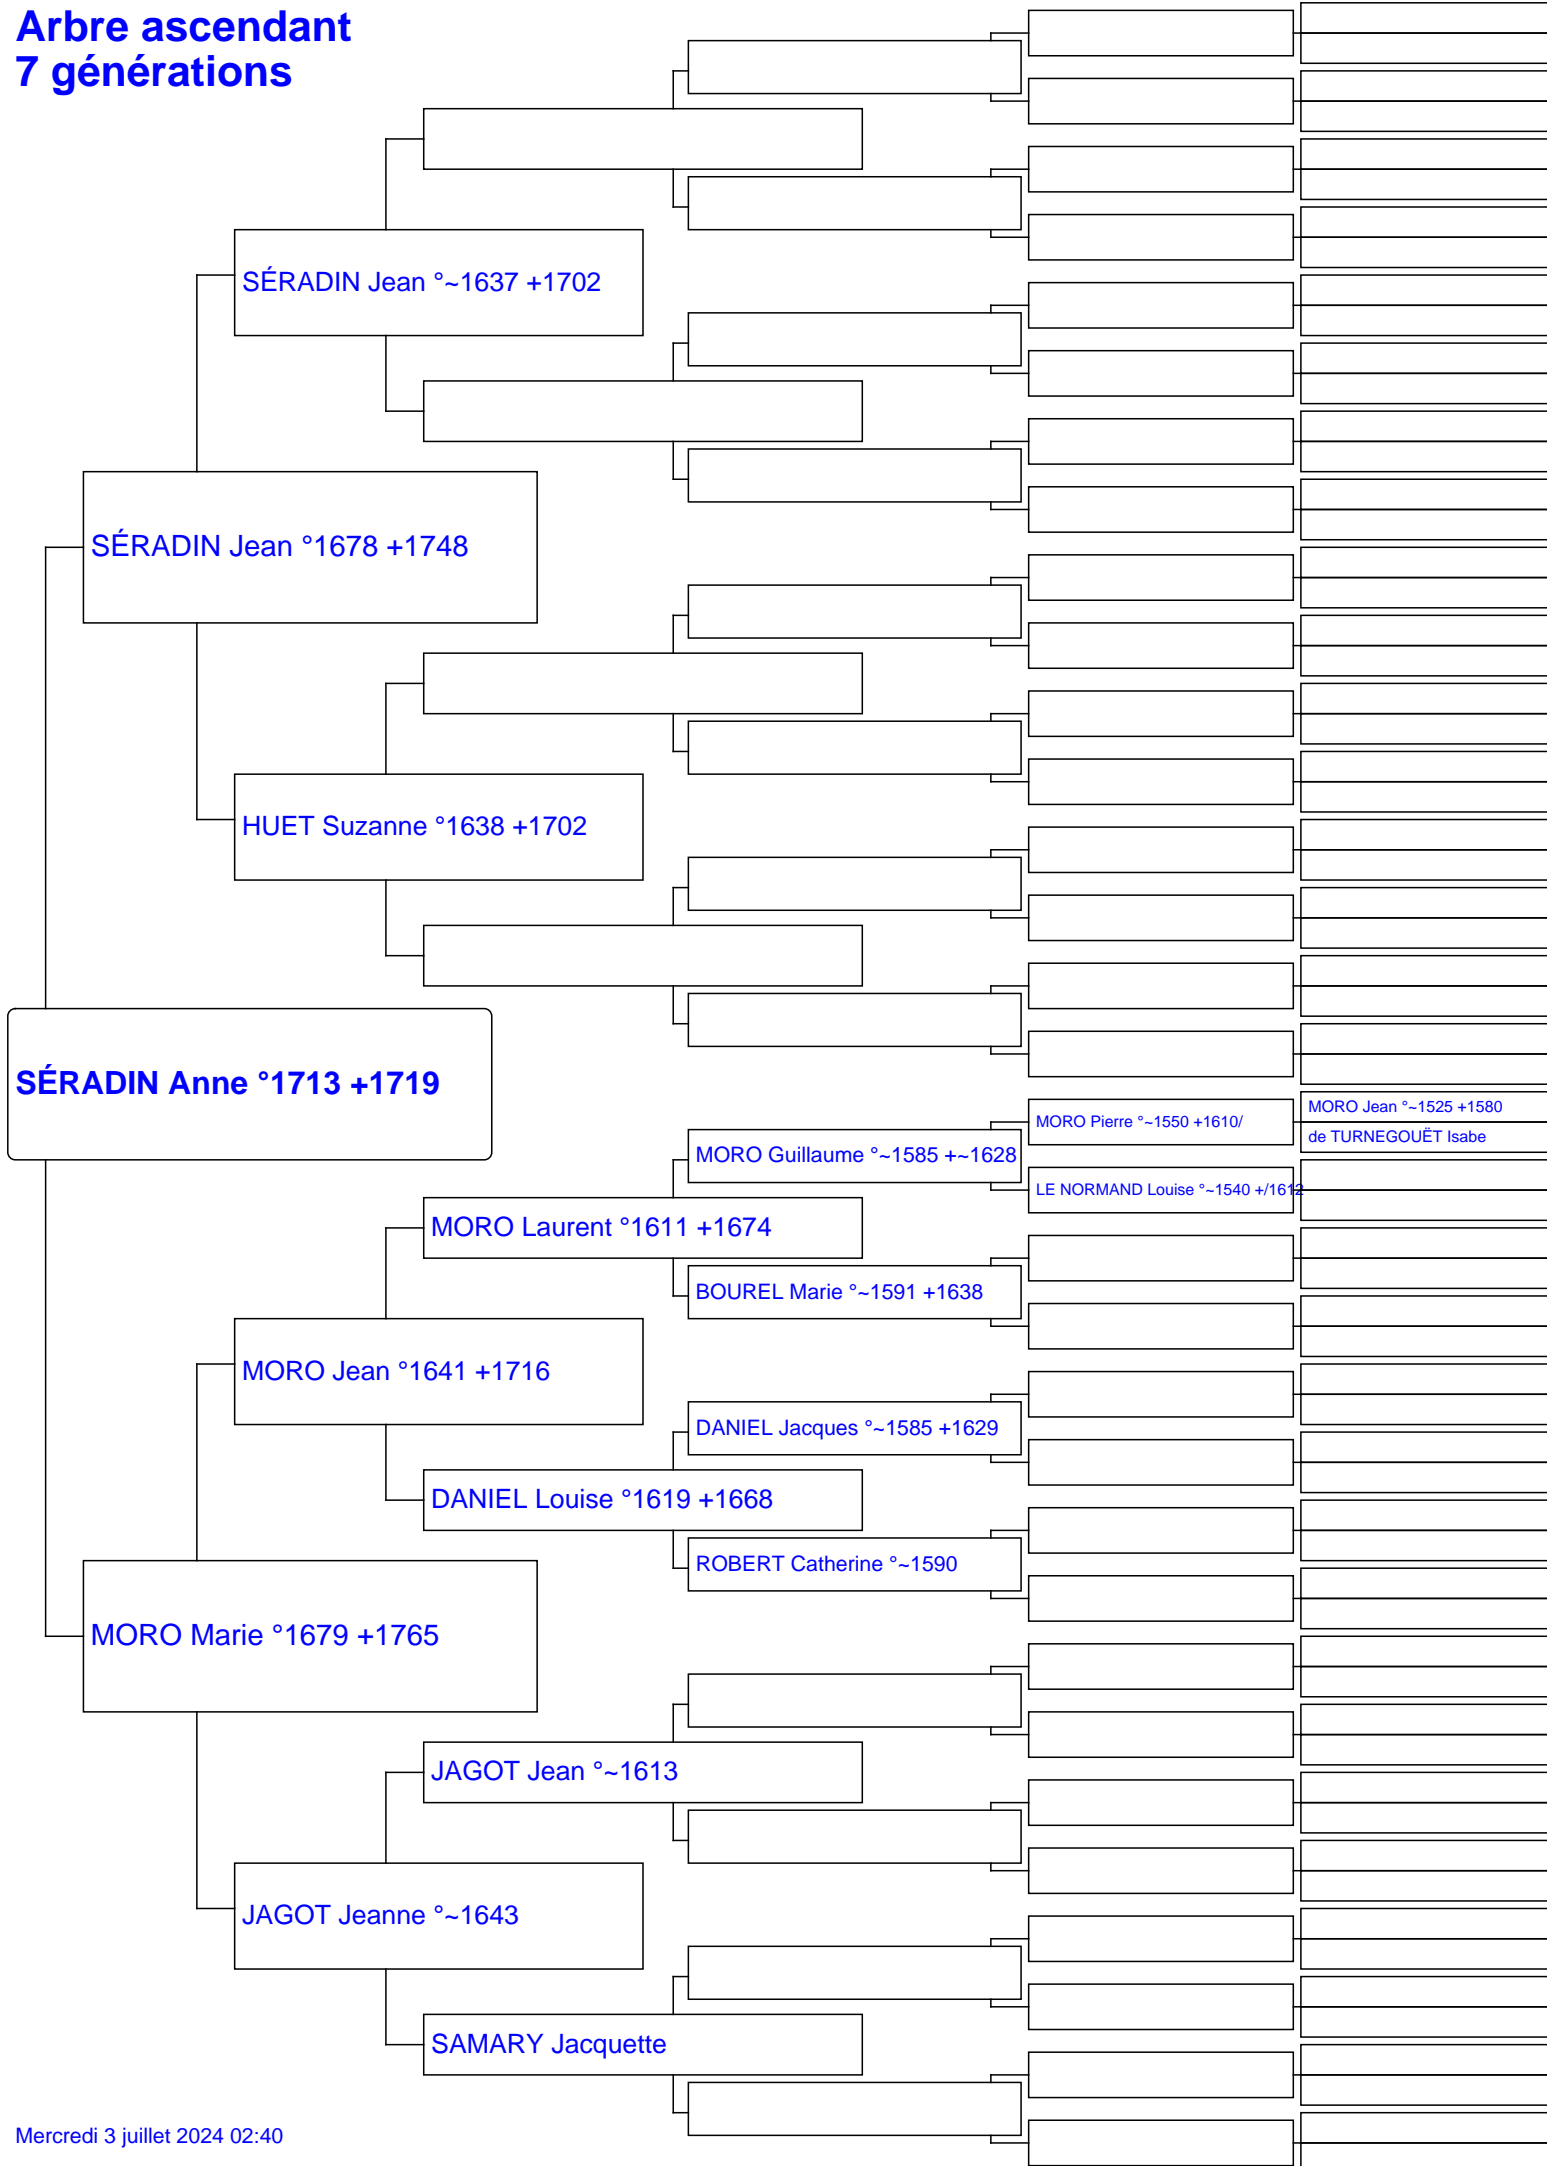 Arbre ascendant
7 générations
SÉRADIN Jean °~1637 +1702
SÉRADIN Jean °1678 +1748
HUET Suzanne °1638 +1702
SÉRADIN Anne °1713 +1719
MORO Jean °~1525 +1580
MORO Pierre °~1550 +1610/
de TURNEGOUËT Isabe
MORO Guillaume °~1585 +~1628
LE NORMAND Louise °~1540 +/1612
MORO Laurent °1611 +1674
BOUREL Marie °~1591 +1638
MORO Jean °1641 +1716
DANIEL Jacques °~1585 +1629
DANIEL Louise °1619 +1668
ROBERT Catherine °~1590
MORO Marie °1679 +1765
JAGOT Jean °~1613
JAGOT Jeanne °~1643
SAMARY Jacquette
Mercredi 3 juillet 2024 02:40